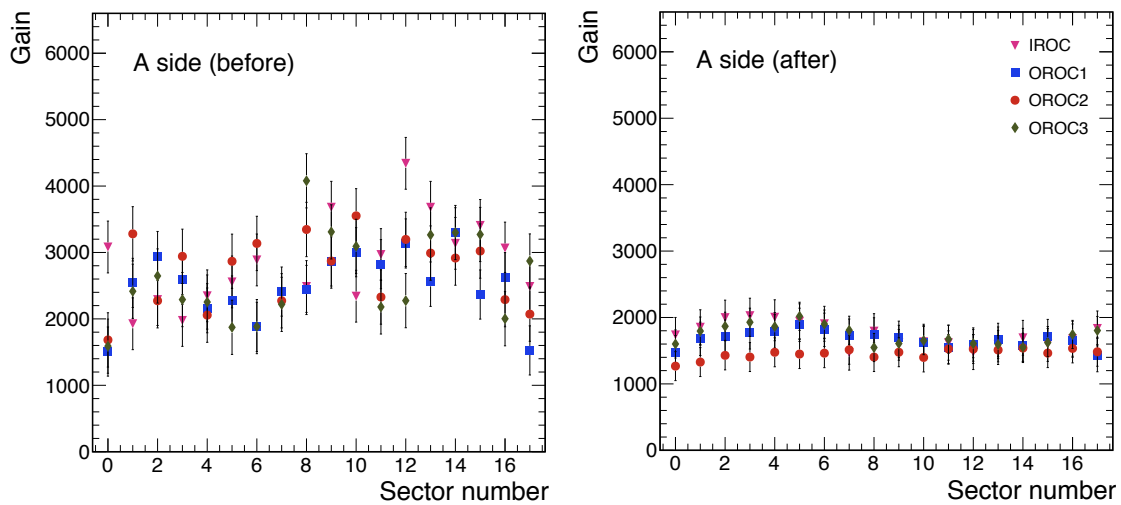 Gain
A side (before)
6000
5000
4000
3000
2000
1000
0
0 2 4 6 8 10 12 14 16
Sector number
Gain
A side (after)
IROC
OROC1
OROC2
OROC3
6000
5000
4000
3000
2000
1000
0
0 2 4 6 8 10 12 14 16
Sector number